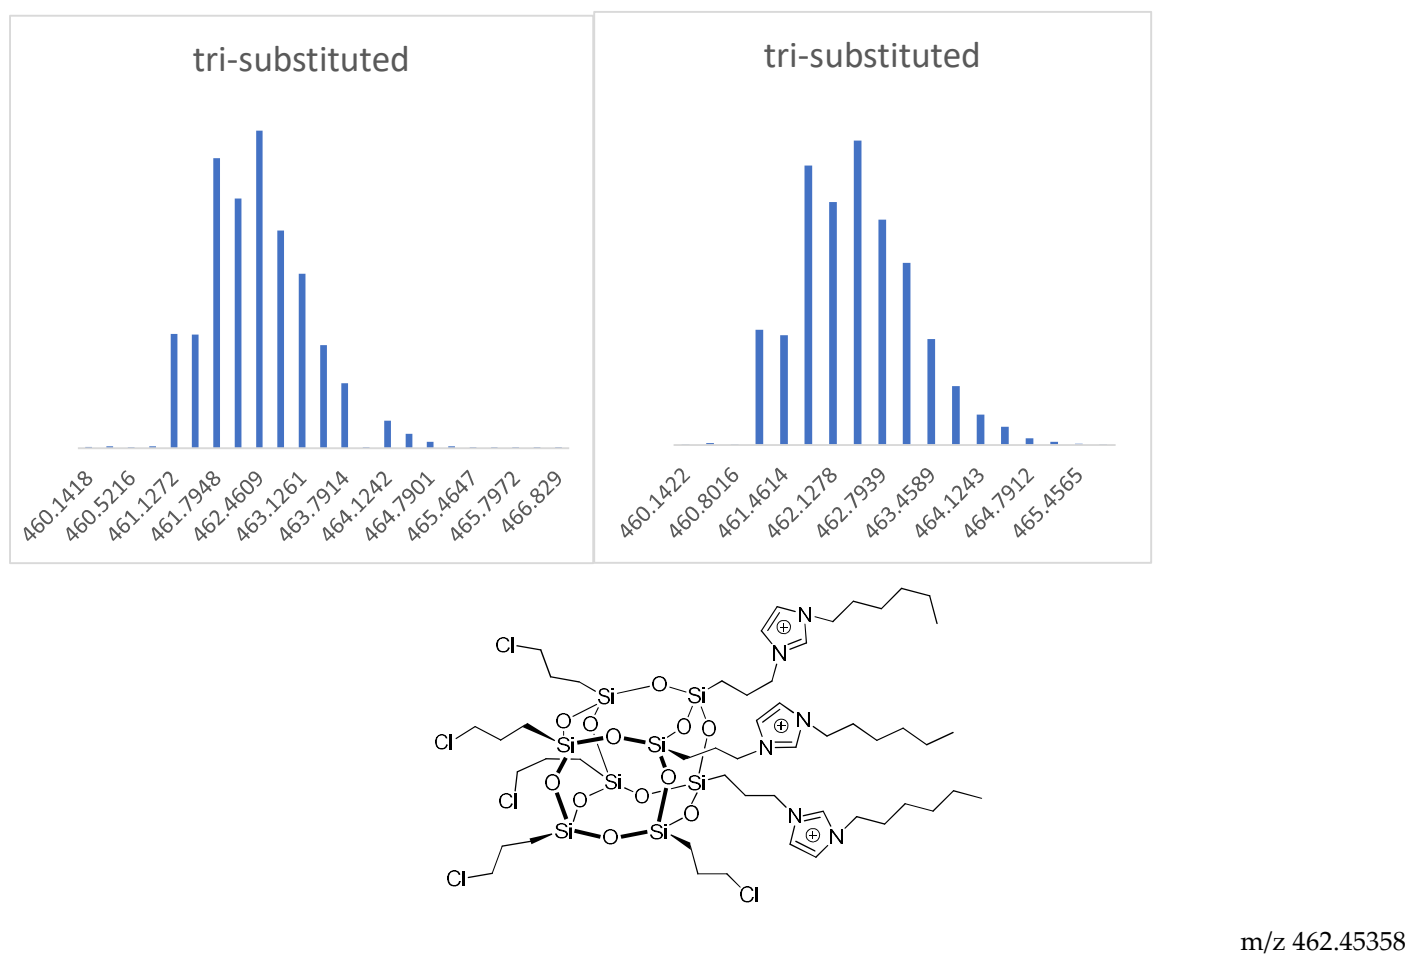 tri-substituted
460.1418 460.5216 461.1272 461.7948 462.4609 463.1261 463.7914 464.1242 464.7901 465.4647 465.7972 466.829
tri-substituted
460.1422 460.8016 461.4614 462.1278 462.7939 463.4589 464.1243 464.7912 465.4565
N
⊕
N
Cl
Si O Si
O O O O
⊕ N
N
Cl Si O Si
O Si O O Si
Cl O O
N
⊕ N
Si O Si
Cl
Cl
m/z 462.45358